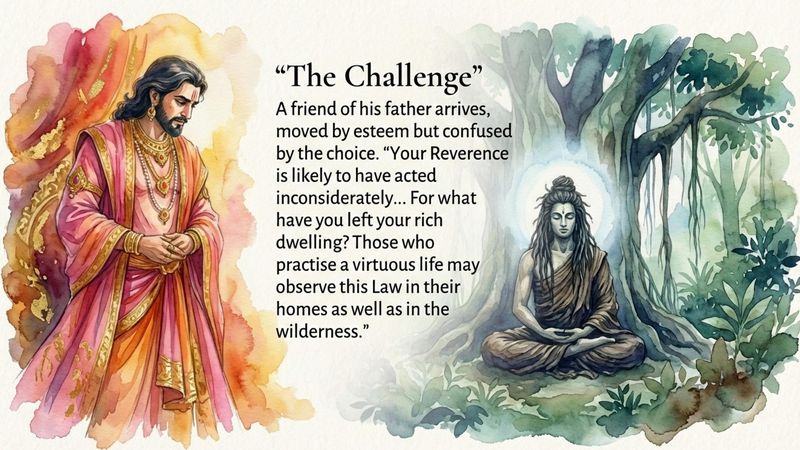 “The Challenge”
A friend of his father arrives,
moved by esteem but confused
by the choice. “Your Reverence
is likely to have acted
inconsiderately... For what
have you left your rich
dwelling? Those who
practise a virtuous life may
observe this Law in their
homes as well as in the
wilderness.”